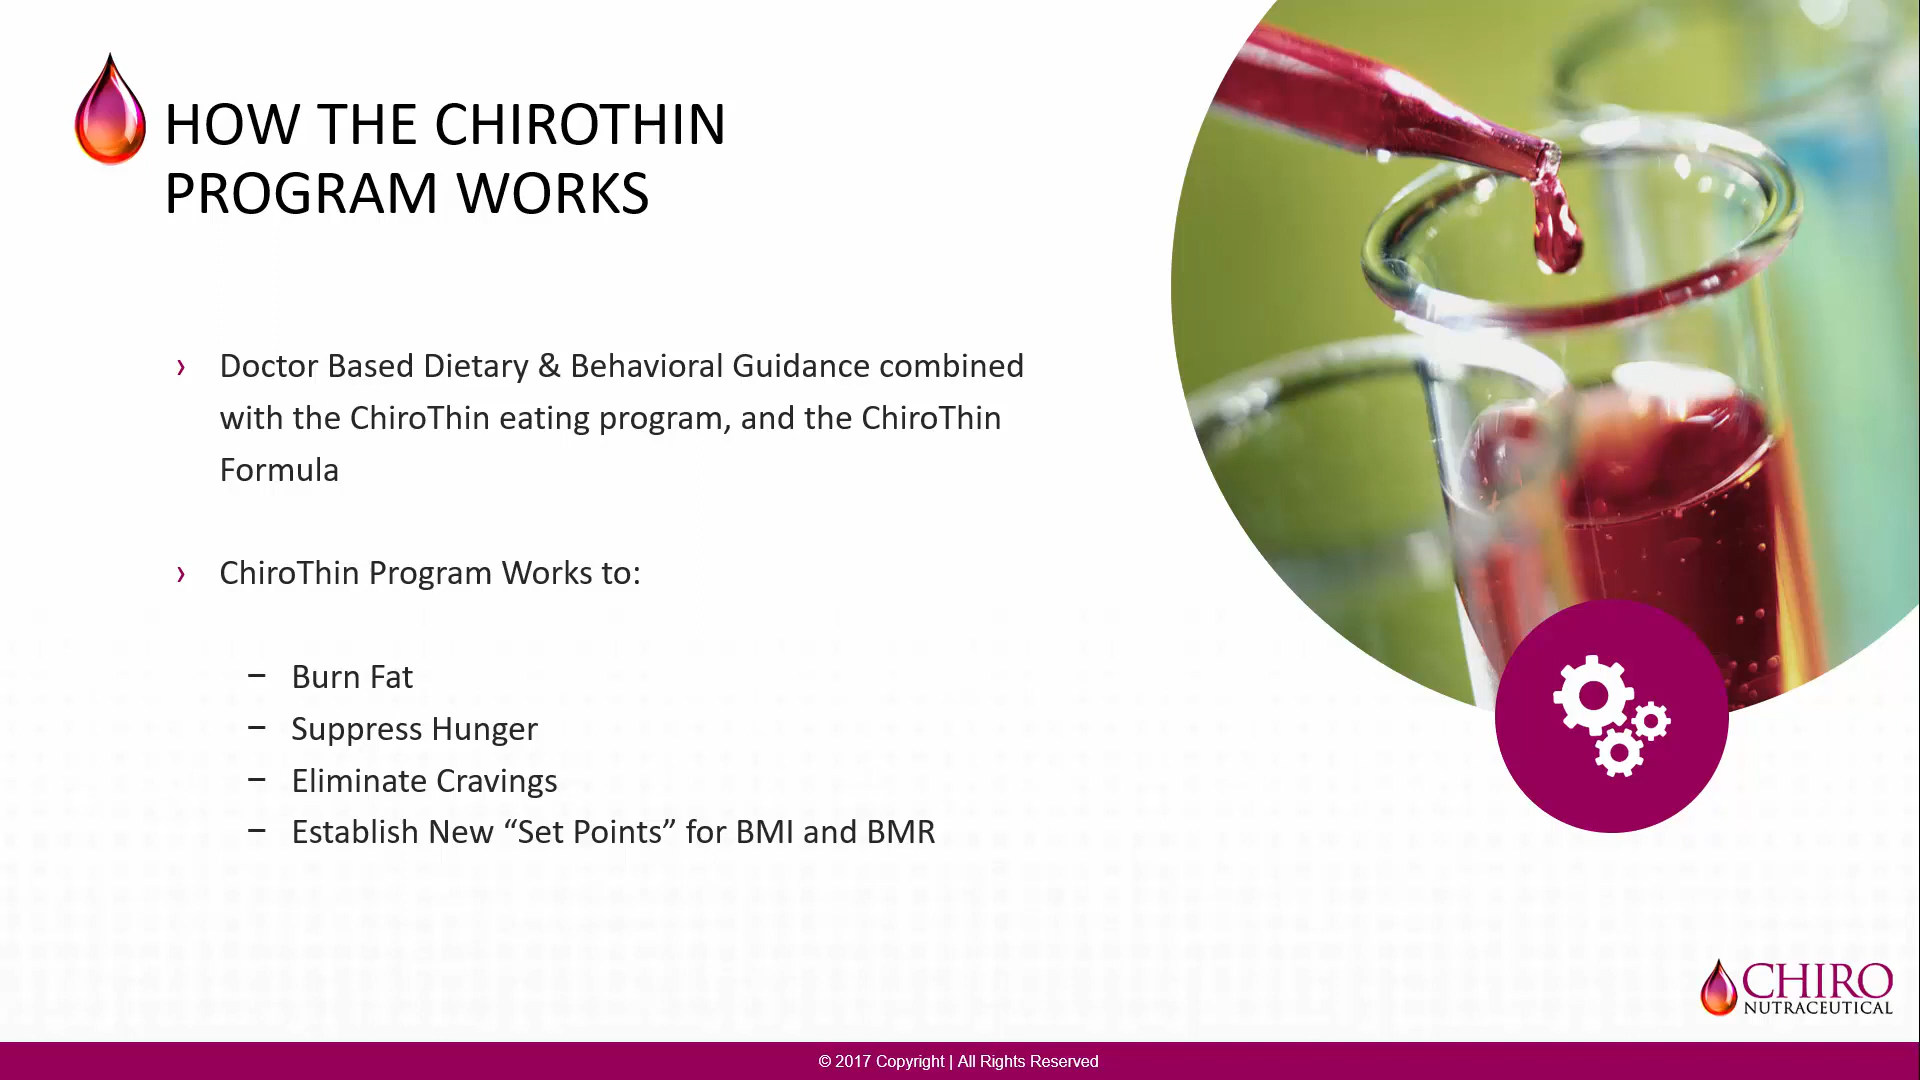 HOW THE CHIROTHIN
PROGRAM WORKS
› Doctor Based Dietary & Behavioral Guidance combined
with the ChiroThin eating program, and the ChiroThin
Formula
› ChiroThin Program Works to:
– Burn Fat
– Suppress Hunger
– Eliminate Cravings
– Establish New “Set Points” for BMI and BMR
CHIRO
NUTRACEUTICAL
© 2017 Copyright | All Rights Reserved